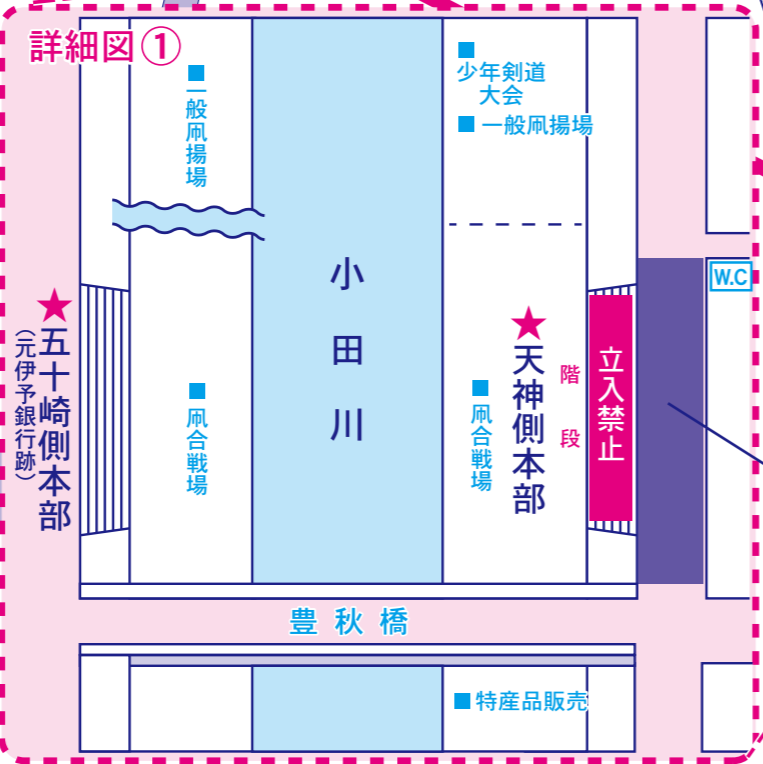 詳細図①
■一般凧揚場
■少年剣道
大会
■一般凧揚場
小田川
W.C
★五十崎側本部
（元伊予銀行跡）
■凧合戦場
■凧合戦場
★天神側本部
階段
立入禁止
豊秋橋
■特産品販売